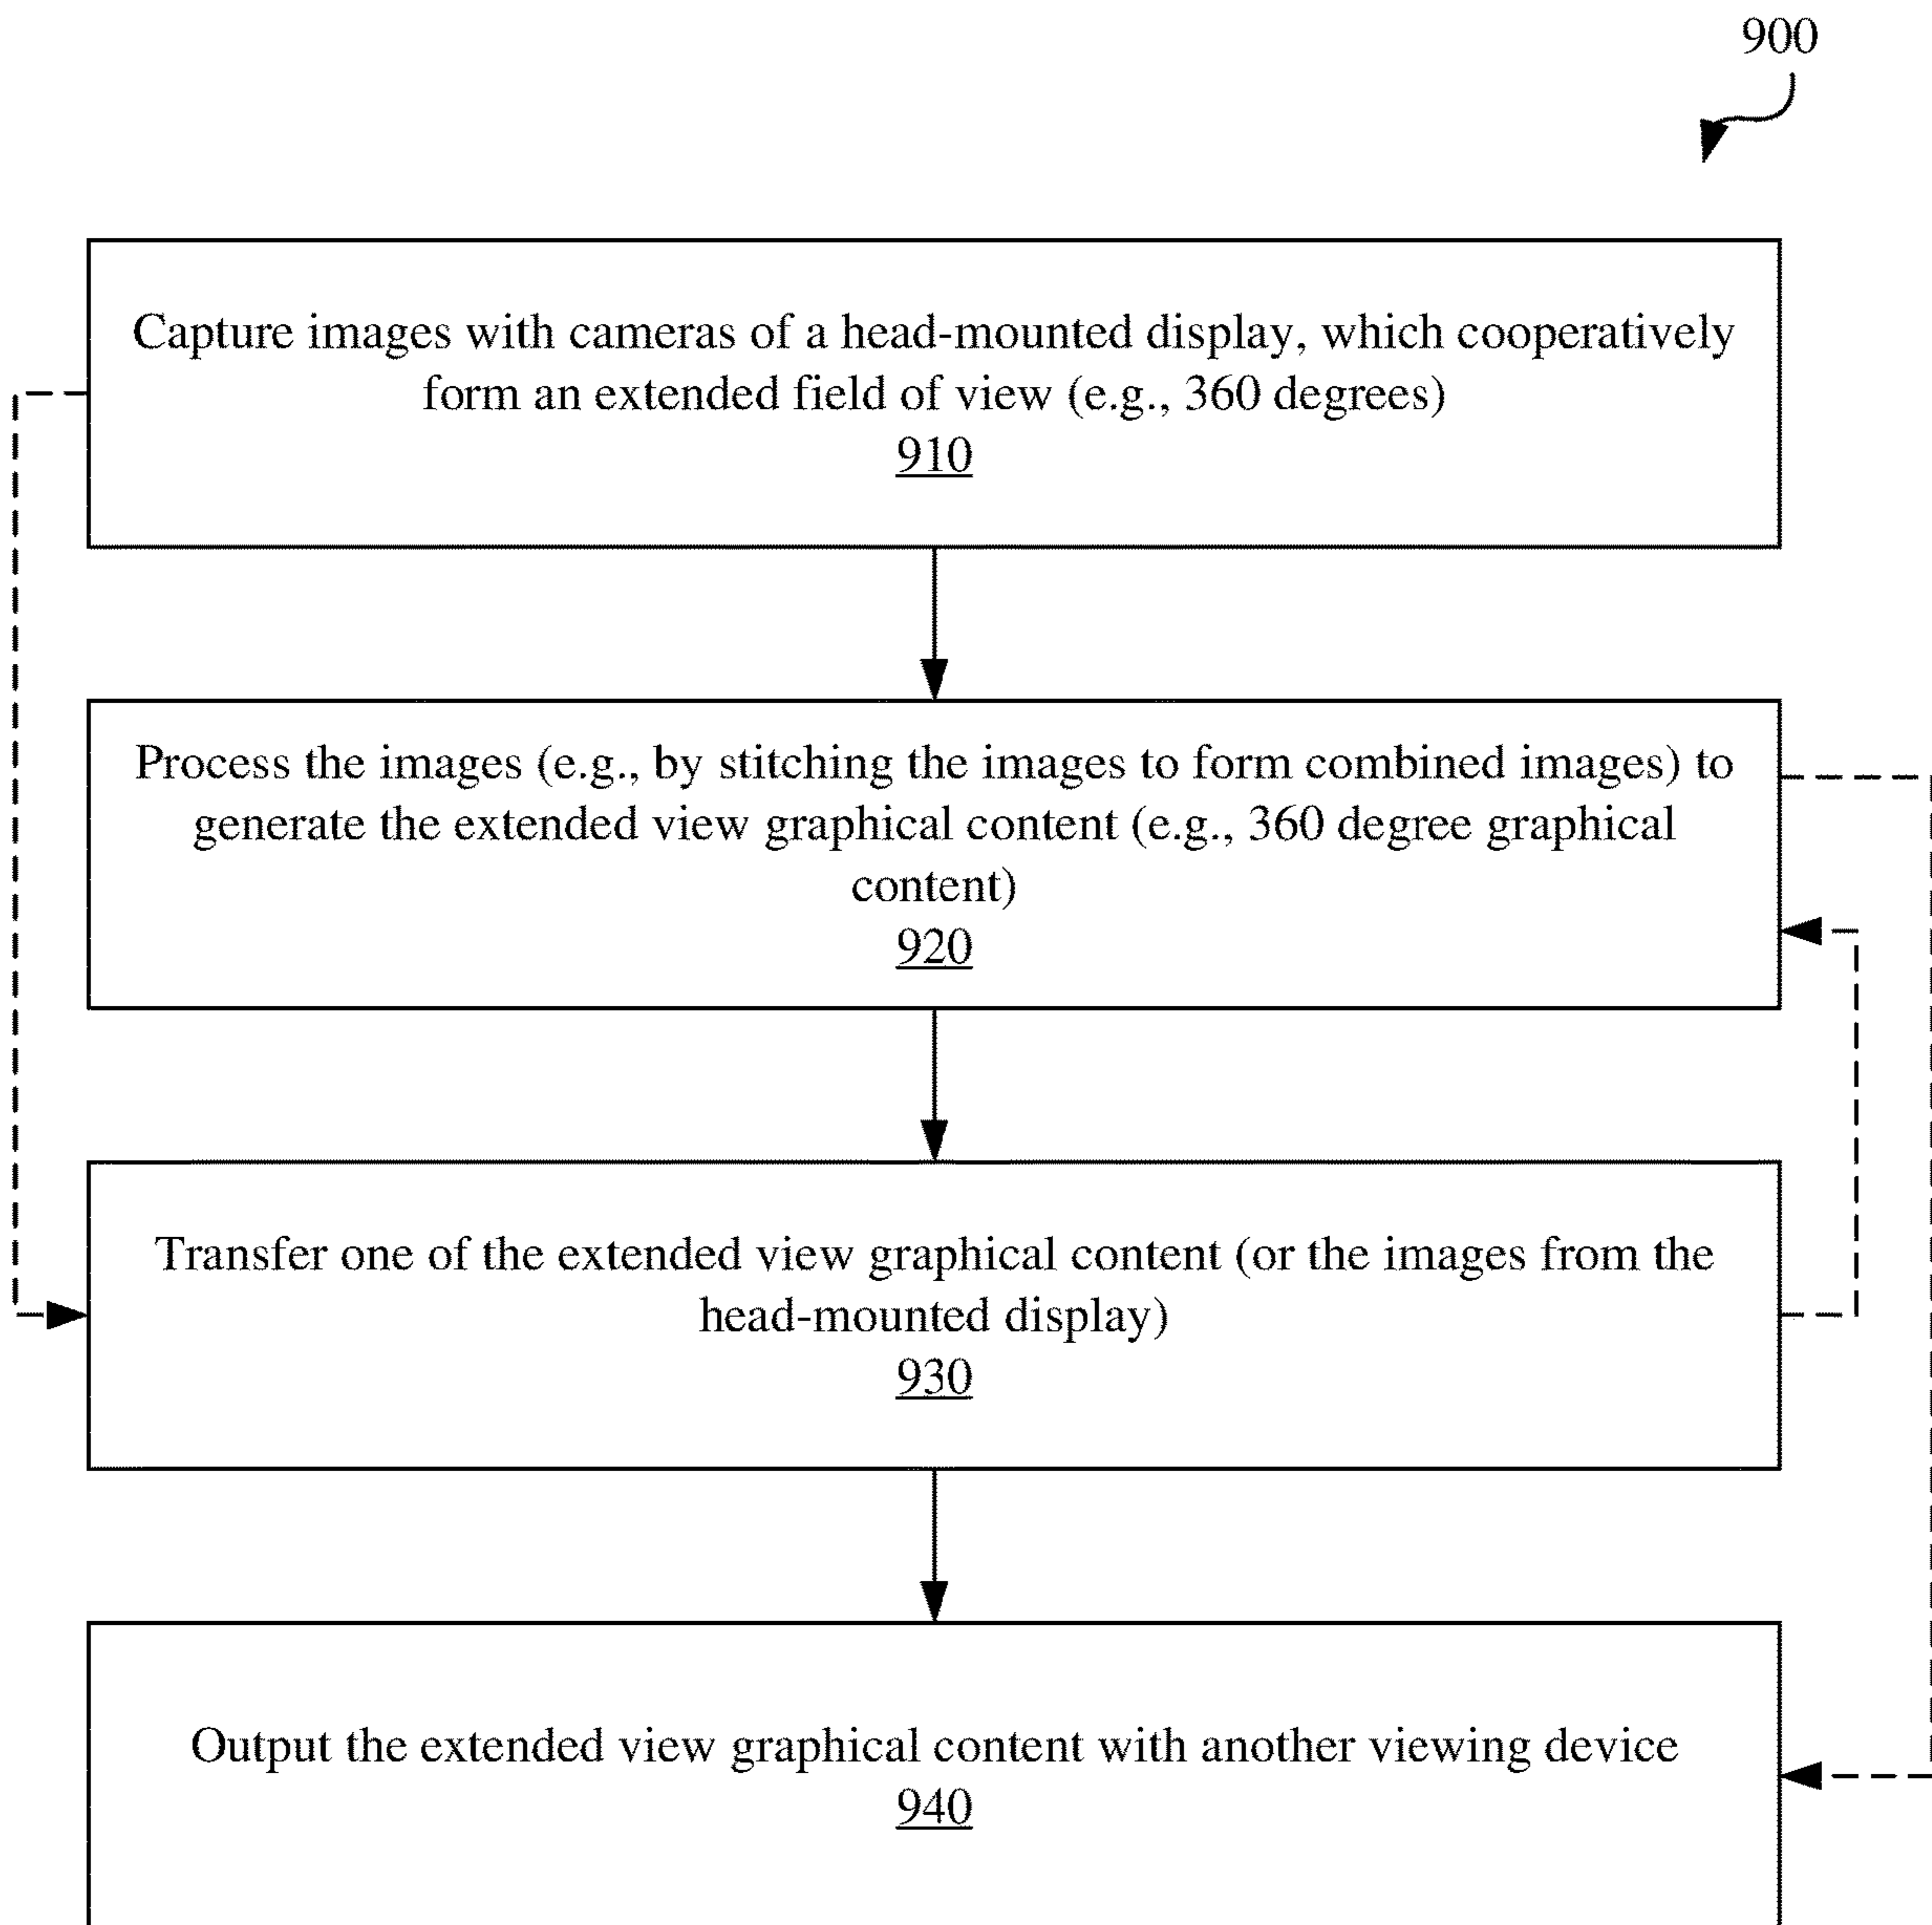 900
Capture images with cameras of a head-mounted display, which cooperatively
form an extended field of view (e.g., 360 degrees)
910
Process the images (e.g., by stitching the images to form combined images) to
generate the extended view graphical content (e.g., 360 degree graphical
content)
920
Transfer one of the extended view graphical content (or the images from the
head-mounted display)
930
Output the extended view graphical content with another viewing device
940